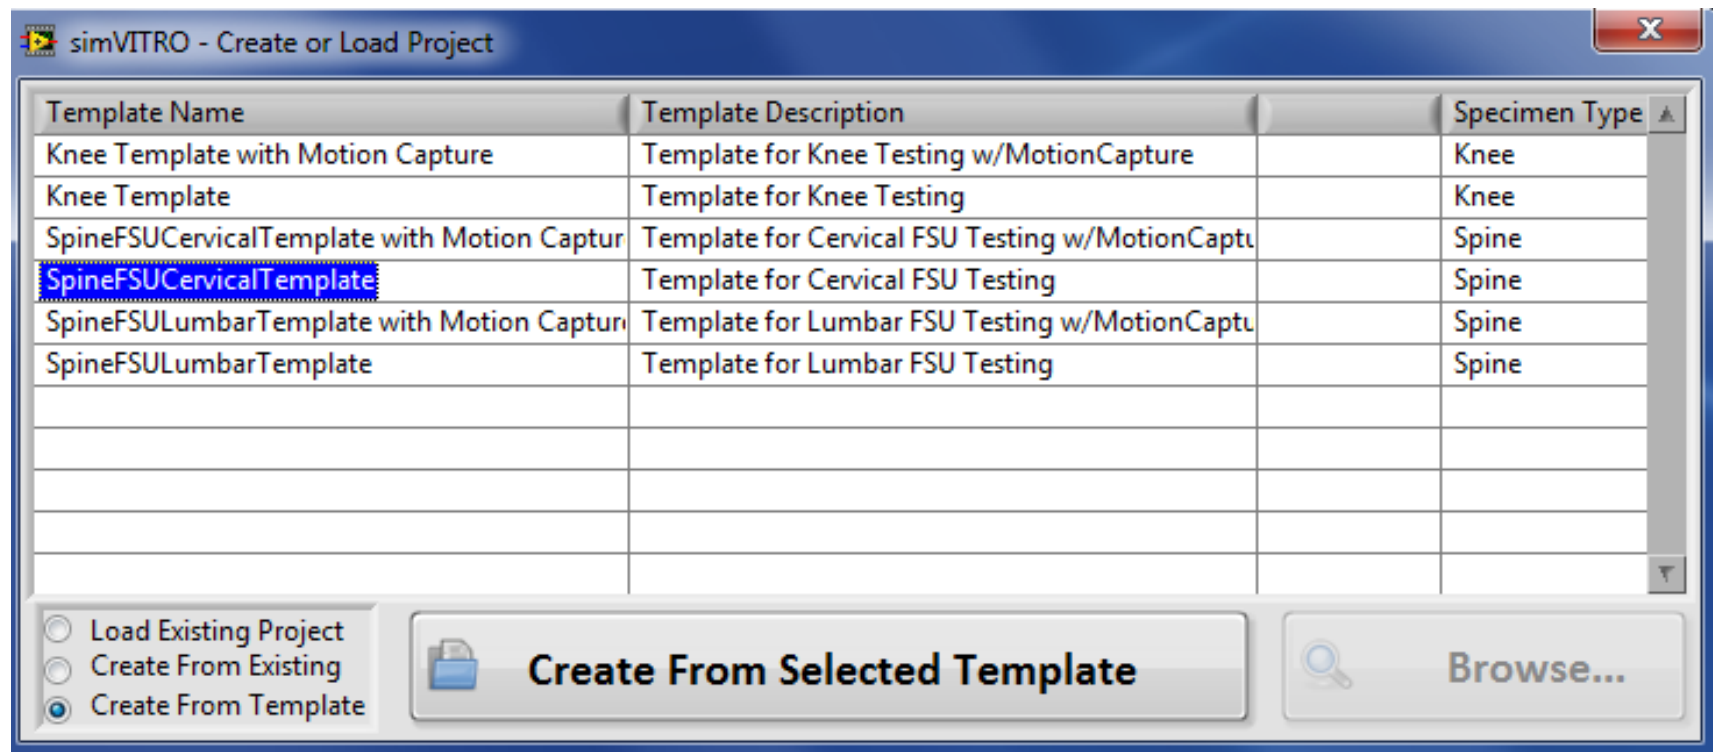 simVITRO - Create or Load Project
X
Template Name Template Description Specimen Type
Knee Template with Motion Capture Template for Knee Testing w/MotionCapture Knee
Knee Template Template for Knee Testing Knee
SpineFSUCervicalTemplate with Motion Captur Template for Cervical FSU Testing w/MotionCaptu Spine
SpineFSUCervicalTemplate Template for Cervical FSU Testing Spine
SpineFSULumbarTemplate with Motion Capture Template for Lumbar FSU Testing w/MotionCaptu Spine
SpineFSULumbarTemplate Template for Lumbar FSU Testing Spine
Load Existing Project
Create From Existing
Create From Template
Create From Selected Template
Browse...